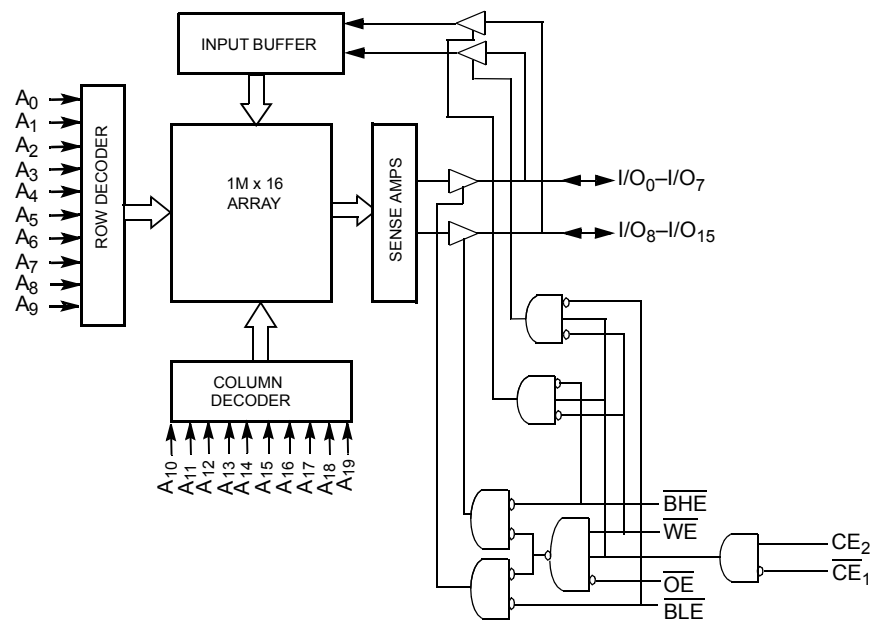 INPUT BUFFER
A0
A1
A2
A3
A4
A5
A6
A7
A8
A9
ROW DECODER
1M x 16
ARRAY
SENSE AMPS
I/O0–I/O7
I/O8–I/O15
COLUMN
DECODER
A10
A11
A12
A13
A14
A15
A16
A17
A18
A19
BHE
WE
CE2
CE1
OE
BLE